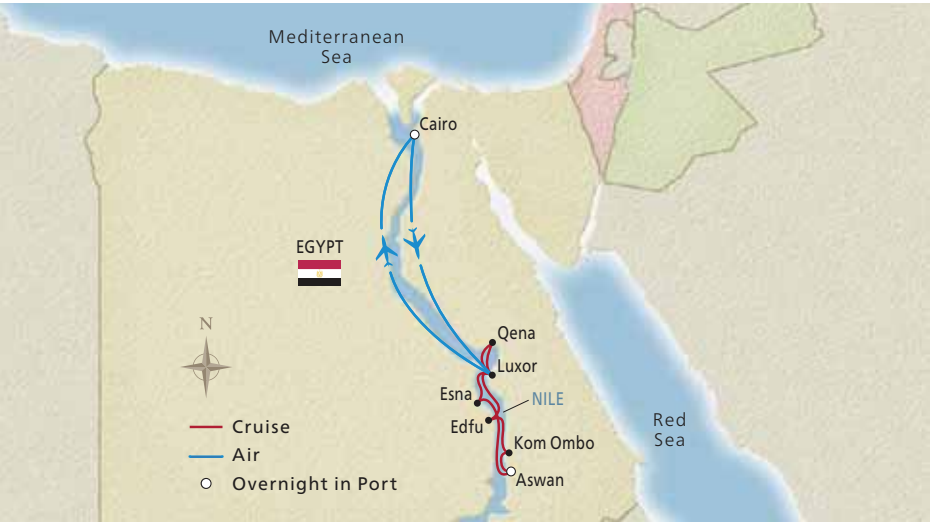 Mediterranean
Sea
Cairo
EGYPT
N
Qena
Luxor
Esna
NILE
Edfu
Kom Ombo
Aswan
Red
Sea
Cruise
Air
Overnight in Port